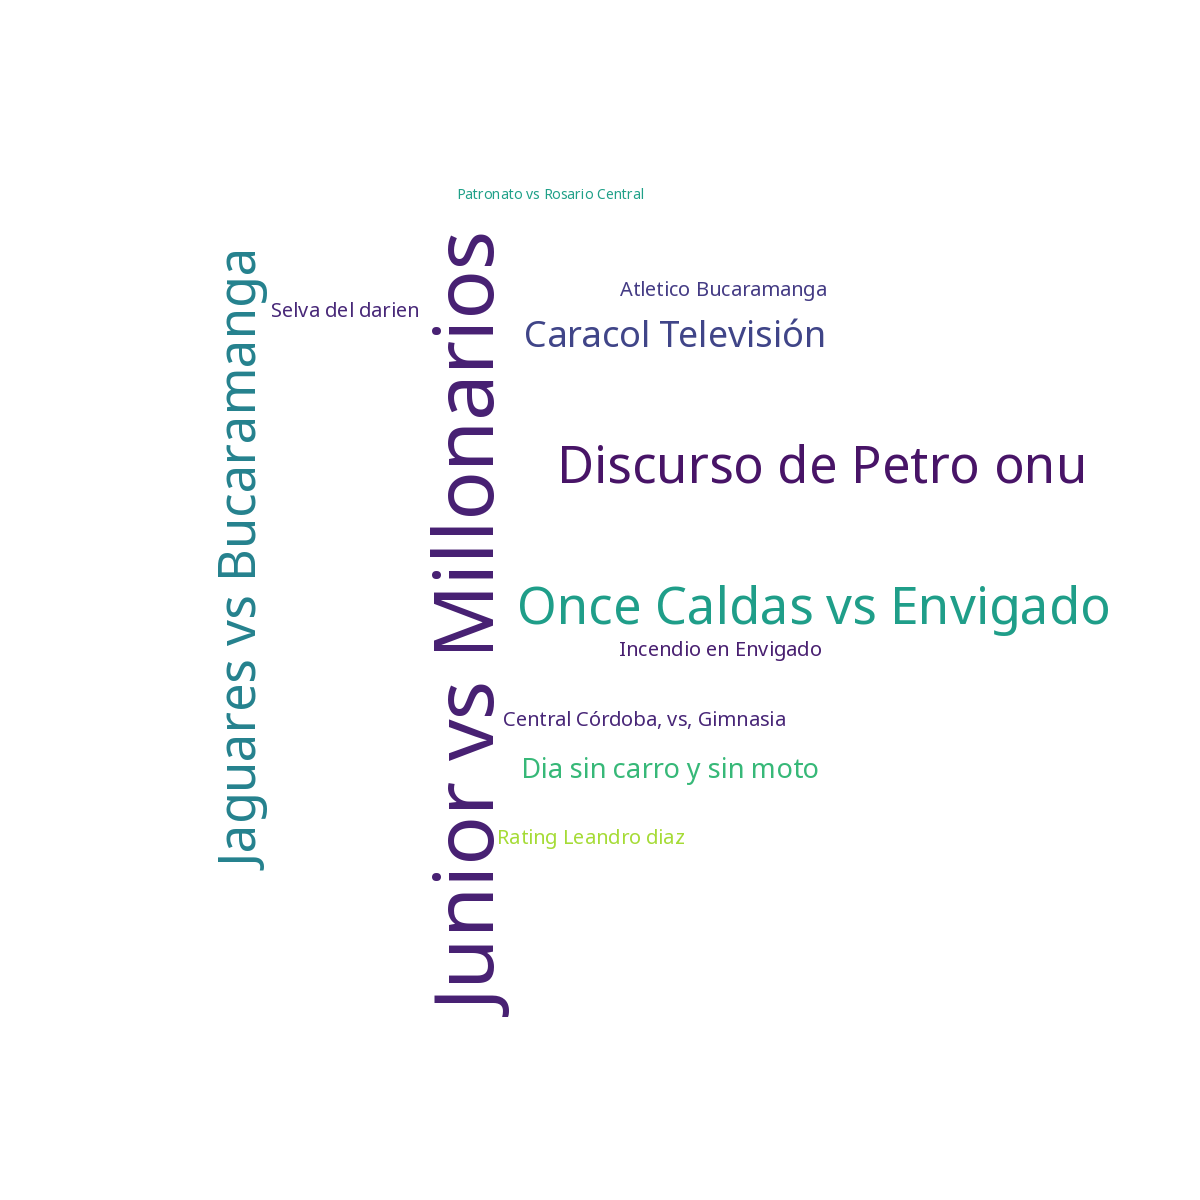 Patronato vs Rosario Central
Jaguares vs Bucaramanga
Selva del darien
Junior vs Millonarios
Atletico Bucaramanga
Caracol Televisión
Discurso de Petro onu
Once Caldas vs Envigado
Incendio en Envigado
Central Córdoba, vs, Gimnasia
Dia sin carro y sin moto
Rating Leandro diaz